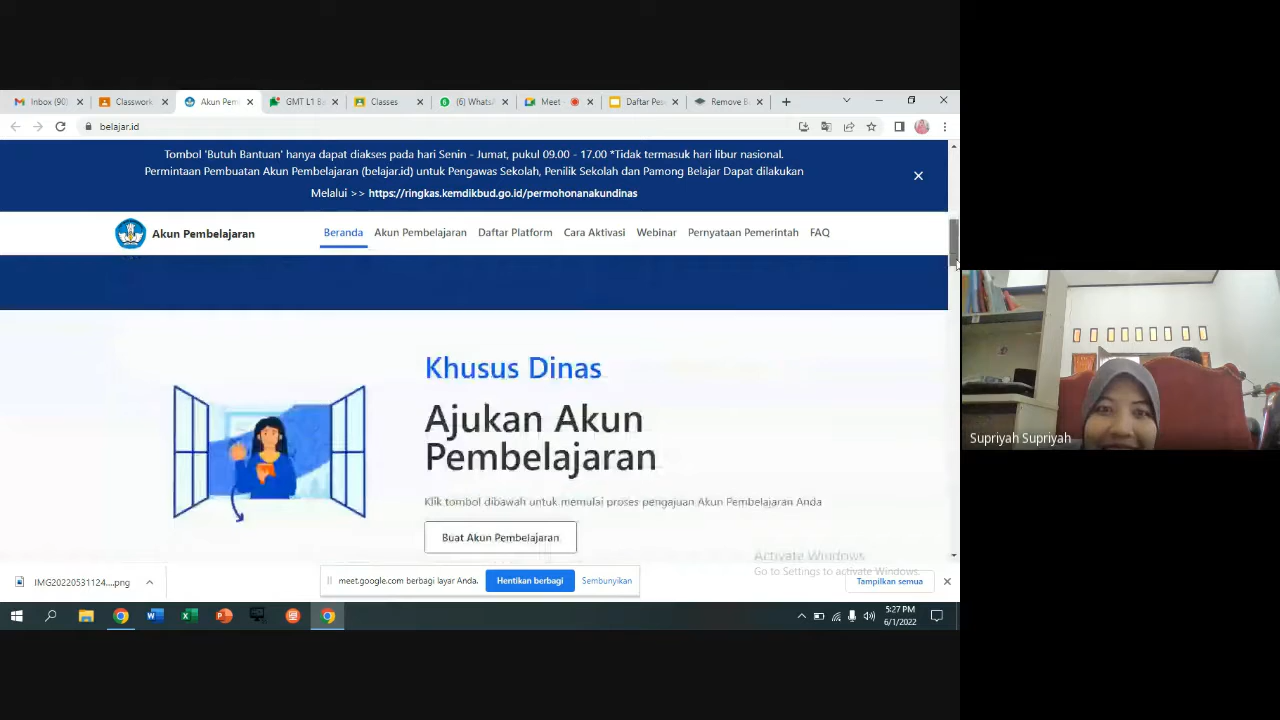 Inbox (90)
Classwork
Akun Pem
GMT L1 Ba
Classes
(6) WhatsA
Meet -
Daftar Pes
Remove B
belajar.id
Tombol 'Butuh Bantuan' hanya dapat diakses pada hari Senin - Jumat, pukul 09.00 - 17.00 *Tidak termasuk hari libur nasional.
Permintaan Pembuatan Akun Pembelajaran (belajar.id) untuk Pengawas Sekolah, Penilik Sekolah dan Pamong Belajar Dapat dilakukan
Melalui >> https://ringkas.kemdikbud.go.id/permohonanakundinas
Akun Pembelajaran
Beranda
Akun Pembelajaran
Daftar Platform
Cara Aktivasi
Webinar
Pernyataan Pemerintah
FAQ
Khusus Dinas
Ajukan Akun
Pembelajaran
Klik tombol dibawah untuk memulai proses pengajuan Akun Pembelajaran Anda
Buat Akun Pembelajaran
Supriyah Supriyah
Activate Windows
Go to Settings to activate Windows.
IMG20220531124....png
meet.google.com berbagi layar Anda.
Hentikan berbagi
Sembunyikan
Tampilkan semua
5:27 PM
6/1/2022